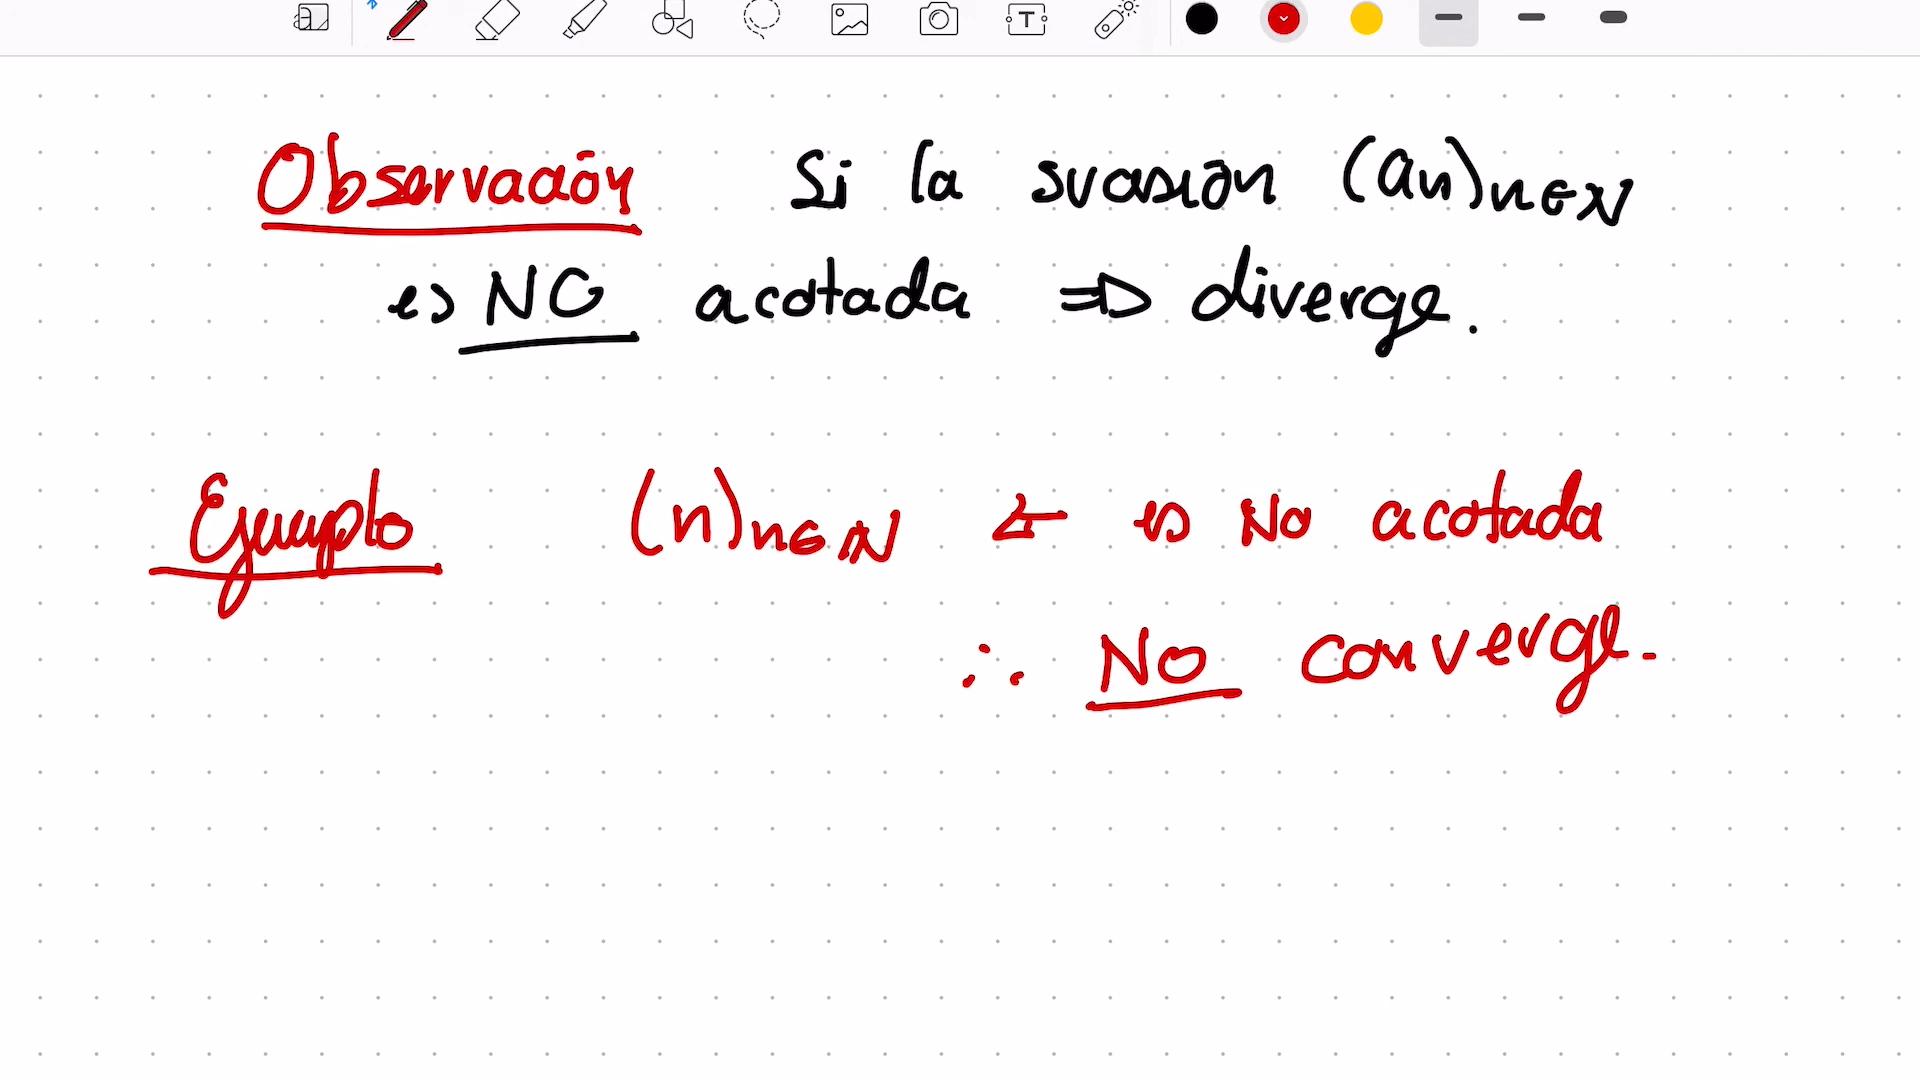 Observación Si la sucesión (an)n∈N
es NO acotada ⇒ diverge.
Ejemplo (n)n∈N ← es No acotada
∴ NO converge.